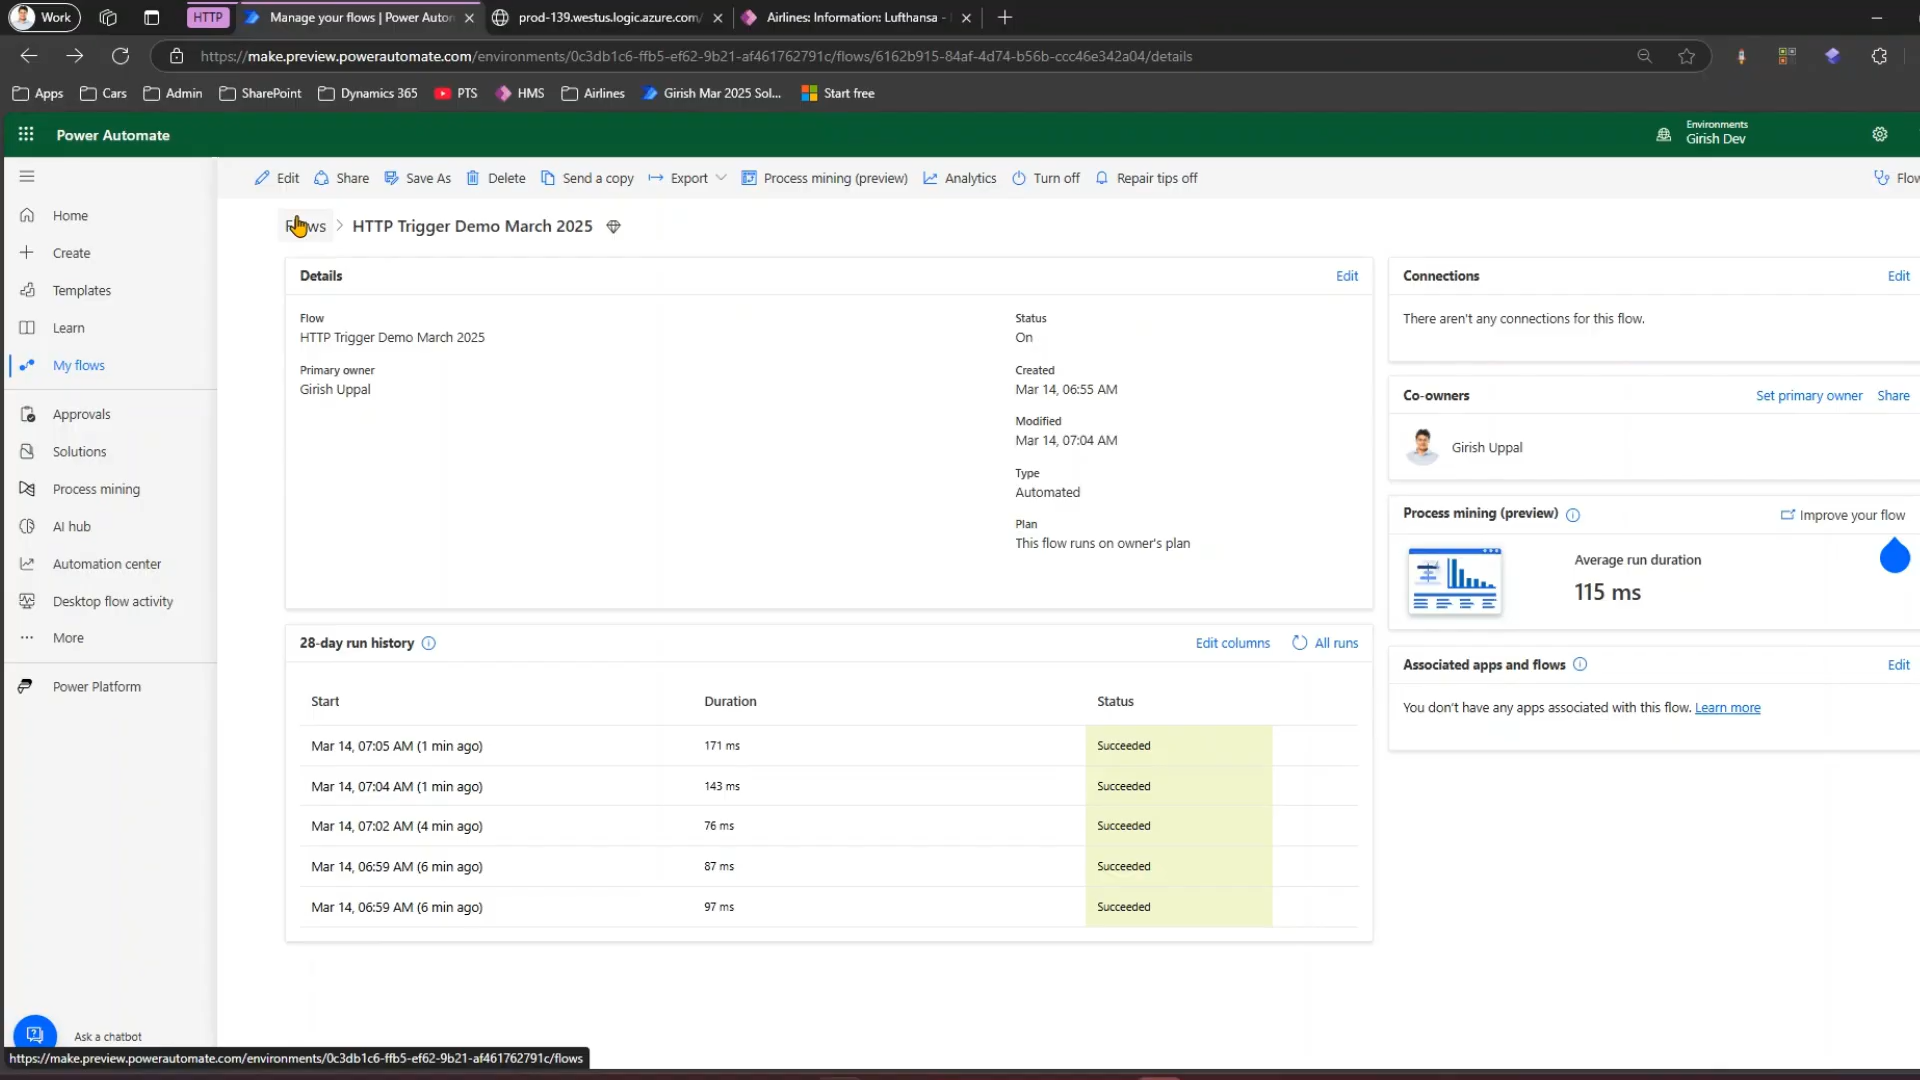 Work
HTTP
Manage your flows | Power Auto
prod-139.westus.logic.azure.com/
Airlines: Information: Lufthansa -
https://make.preview.powerautomate.com/environments/0c3db1c6-ffb5-ef62-9b21-af461762791c/flows/6162b915-84af-4d74-b56b-ccc46e342a04/details
Apps
Cars
Admin
SharePoint
Dynamics 365
PTS
HMS
Airlines
Girish Mar 2025 Sol...
Start free
Power Automate
Environments
Girish Dev
Edit
Share
Save As
Delete
Send a copy
Export
Process mining (preview)
Analytics
Turn off
Repair tips off
Flow
Home
Create
Templates
Learn
My flows
Approvals
Solutions
Process mining
AI hub
Automation center
Desktop flow activity
More
Power Platform
Ask a chatbot
Flows > HTTP Trigger Demo March 2025
Details
Edit
Flow
HTTP Trigger Demo March 2025
Primary owner
Girish Uppal
Status
On
Created
Mar 14, 06:55 AM
Modified
Mar 14, 07:04 AM
Type
Automated
Plan
This flow runs on owner's plan
28-day run history
Edit columns
All runs
Start Duration Status
Mar 14, 07:05 AM (1 min ago) 171 ms Succeeded
Mar 14, 07:04 AM (1 min ago) 143 ms Succeeded
Mar 14, 07:02 AM (4 min ago) 76 ms Succeeded
Mar 14, 06:59 AM (6 min ago) 87 ms Succeeded
Mar 14, 06:59 AM (6 min ago) 97 ms Succeeded
Connections
Edit
There aren't any connections for this flow.
Co-owners
Set primary owner
Share
Girish Uppal
Process mining (preview)
Improve your flow
Average run duration
115 ms
Associated apps and flows
Edit
You don't have any apps associated with this flow. Learn more
https://make.preview.powerautomate.com/environments/0c3db1c6-ffb5-ef62-9b21-af461762791c/flows